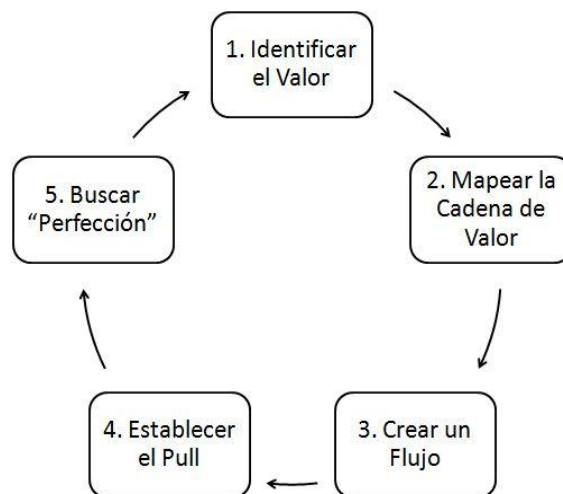 1. Identificar
el Valor
2. Mapear la
Cadena de
Valor
3. Crear un
Flujo
4. Establecer
el Pull
5. Buscar
“Perfección”